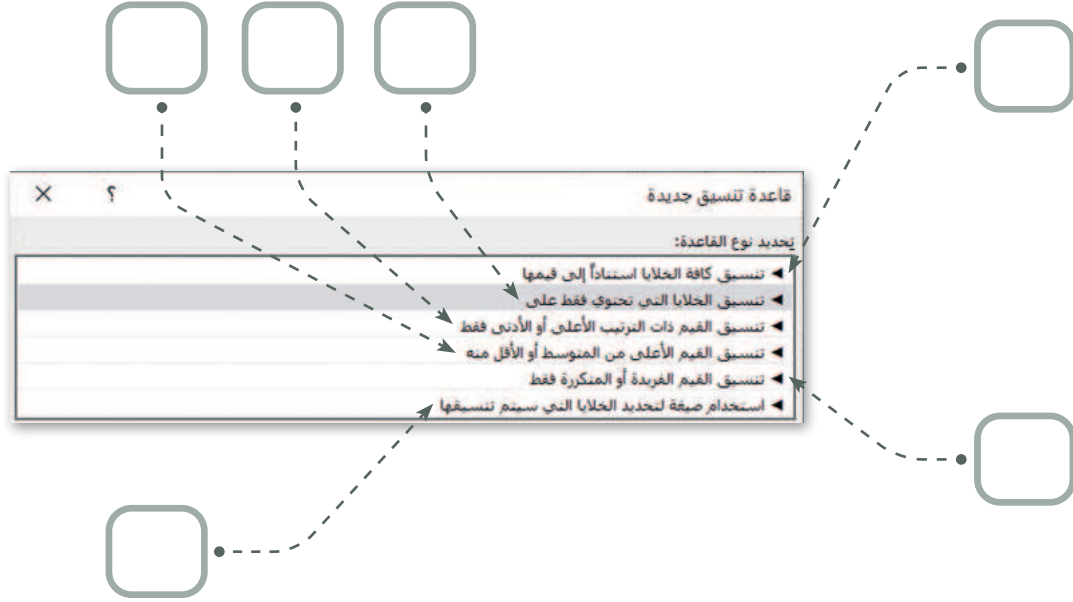 قاعدة تنسيق جديدة ؟ ×
تحديد نوع القاعدة:
◄ تنسيق كافة الخلايا استناداً إلى قيمها
◄ تنسيق الخلايا التي تحتوي فقط على
◄ تنسيق القيم ذات الترتيب الأعلى أو الأدنى فقط
◄ تنسيق القيم الأعلى من المتوسط أو الأقل منه
◄ تنسيق القيم الفريدة أو المتكررة فقط
◄ استخدام صيغة لتحديد الخلايا التي سيتم تنسيقها